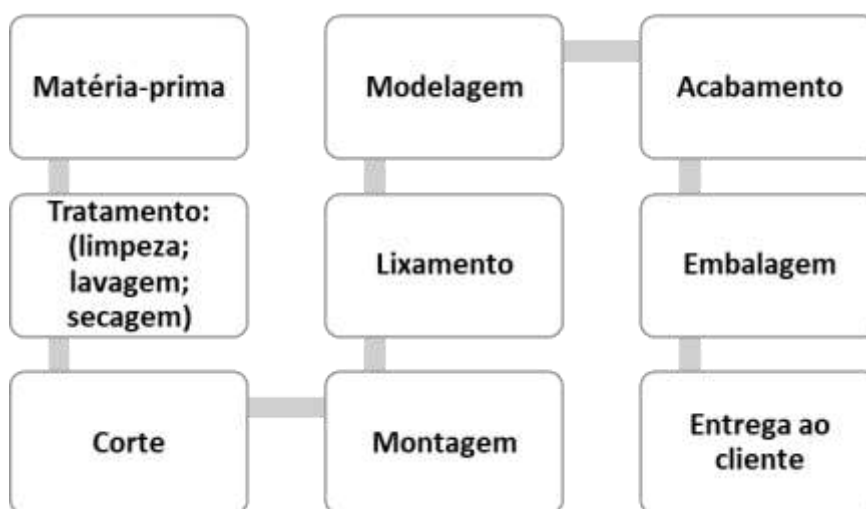 Matéria-prima
Tratamento:
(limpeza;
lavagem;
secagem)
Corte
Montagem
Lixamento
Modelagem
Acabamento
Embalagem
Entrega ao
cliente